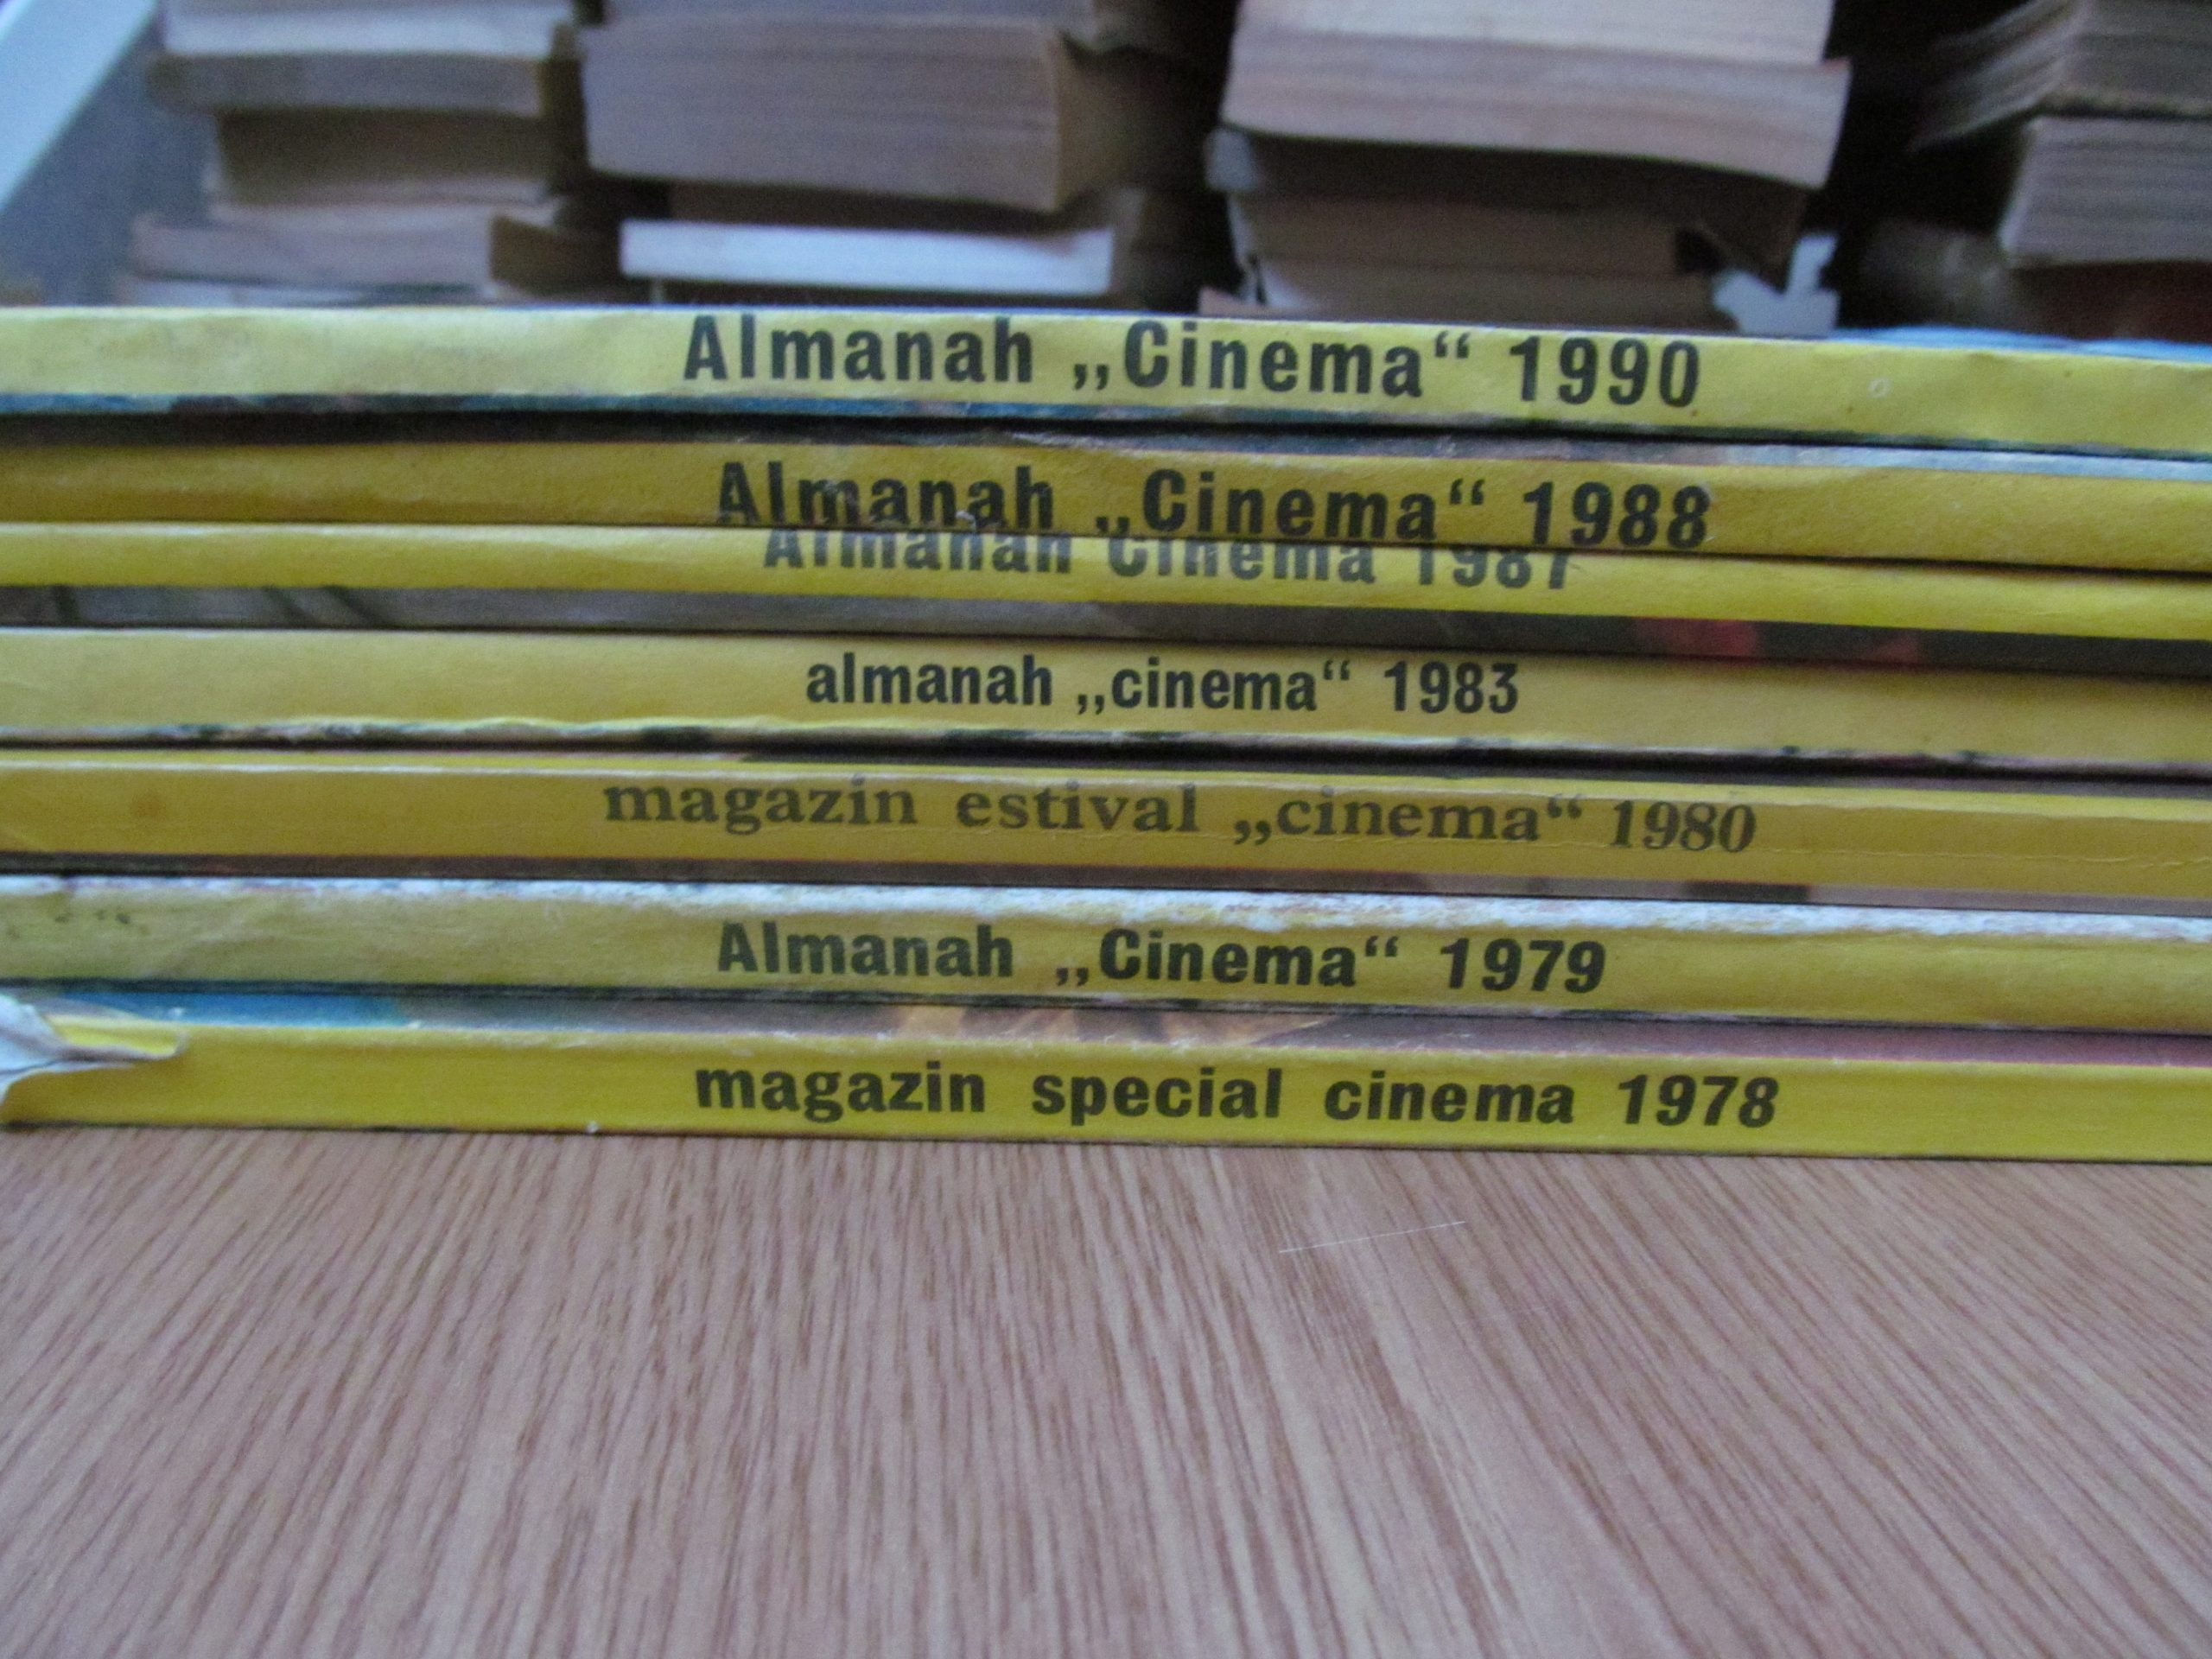 Almanah „Cinema“ 1990
Almanah „Cinema“ 1988
Almanah Cinema 1987
almanah „cinema“ 1983
magazin estival „cinema“ 1980
Almanah „Cinema“ 1979
magazin special cinema 1978